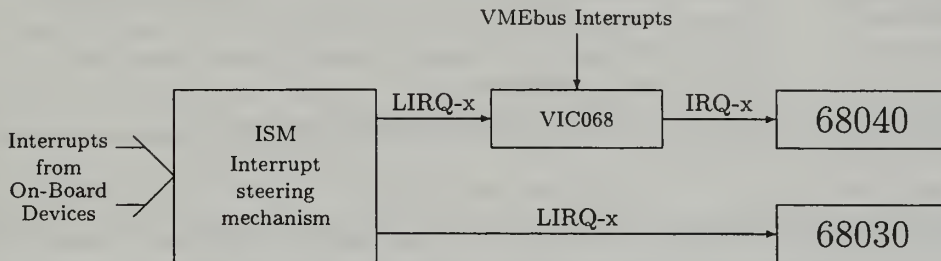 VMEbus Interrupts
LIRQ-x
VIC068
IRQ-x
68040
Interrupts
from
On-Board
Devices
ISM
Interrupt
steering
mechanism
LIRQ-x
68030